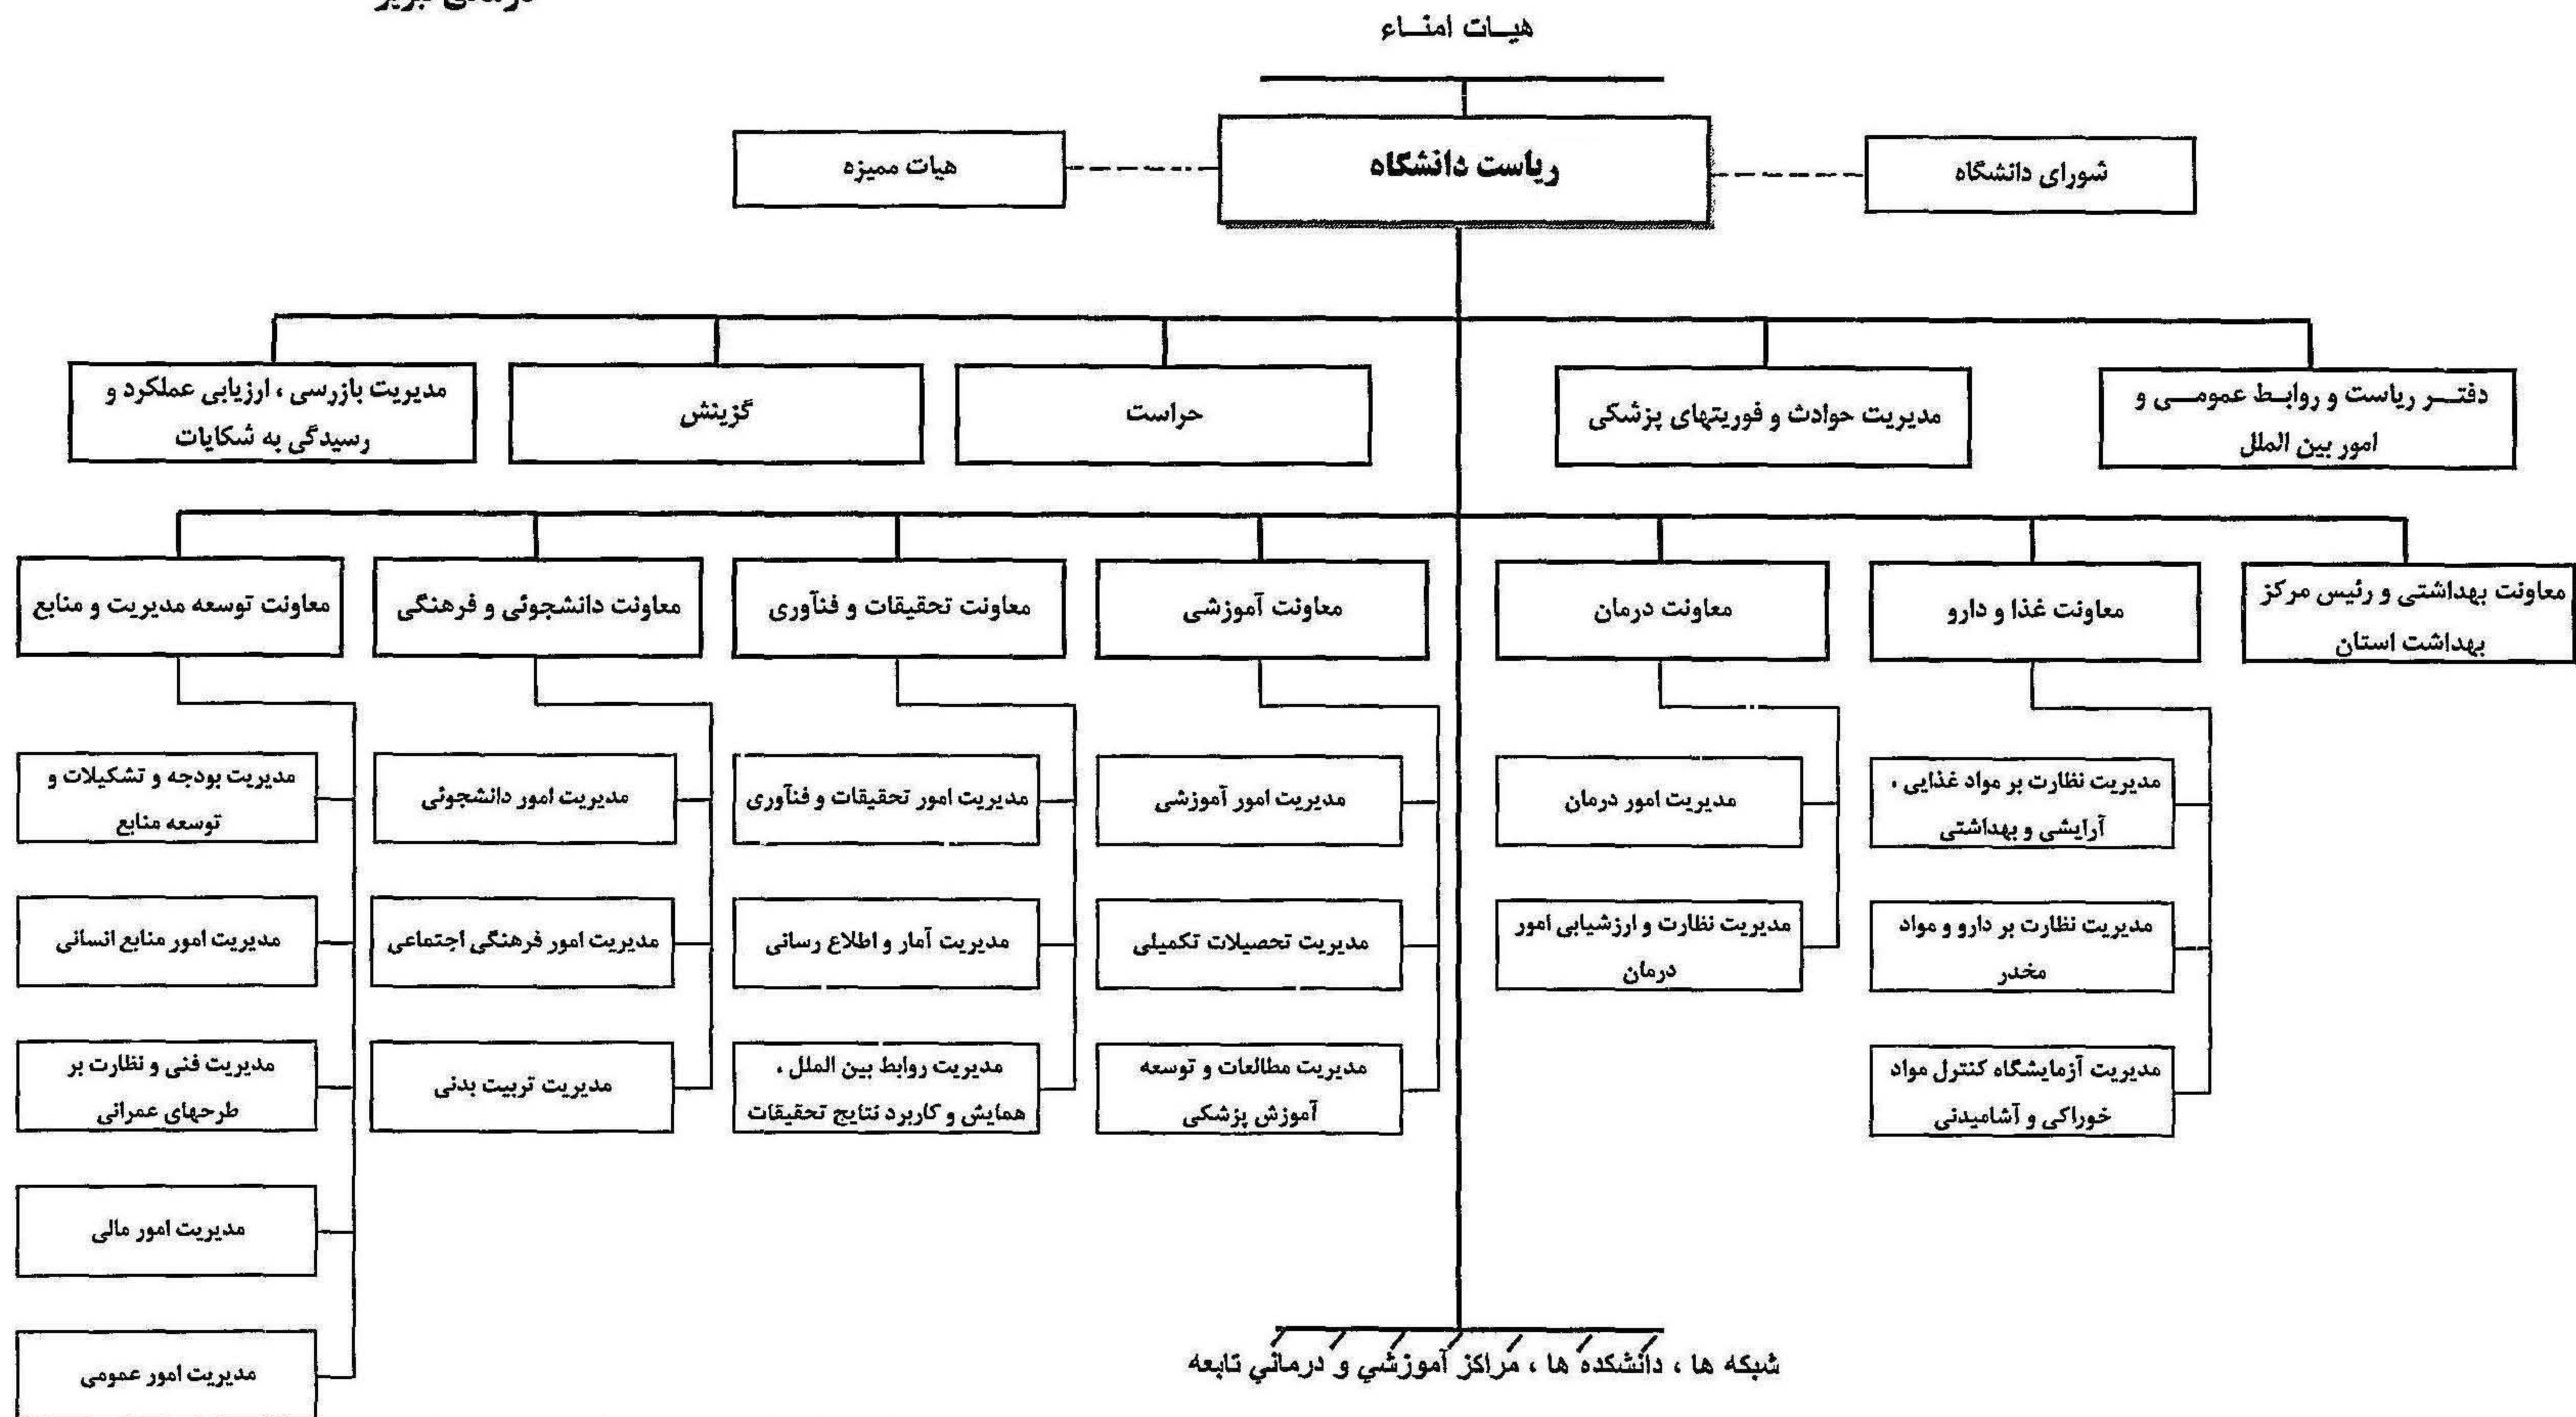 هیات امناء
شورای دانشگاه
ریاست دانشگاه
هیات ممیزه
دفتر ریاست و روابط عمومی و
امور بین الملل
مدیریت حوادث و فوریتهای پزشکی
حراست
گزینش
مدیریت بازرسی ، ارزیابی عملکرد و
رسیدگی به شکایات
معاونت بهداشتی و رئیس مرکز
بهداشت استان
معاونت غذا و دارو
معاونت درمان
معاونت آموزشی
معاونت تحقیقات و فنآوری
معاونت دانشجوئی و فرهنگی
معاونت توسعه مدیریت و منابع
مدیریت نظارت بر مواد غذایی ،
آرایشی و بهداشتی
مدیریت امور درمان
مدیریت امور آموزشی
مدیریت امور تحقیقات و فنآوری
مدیریت امور دانشجوئی
مدیریت بودجه و تشکیلات و
توسعه منابع
مدیریت نظارت بر دارو و مواد
مخدر
مدیریت نظارت و ارزشیابی امور
درمان
مدیریت تحصیلات تکمیلی
مدیریت آمار و اطلاع رسانی
مدیریت امور فرهنگی اجتماعی
مدیریت امور منابع انسانی
مدیریت آزمایشگاه کنترل مواد
خوراکی و آشامیدنی
مدیریت مطالعات و توسعه
آموزش پزشکی
مدیریت روابط بین الملل ،
همایش و کاربرد نتایج تحقیقات
مدیریت تربیت بدنی
مدیریت فنی و نظارت بر
طرحهای عمرانی
مدیریت امور مالی
مدیریت امور عمومی
شبکه ها ، دانشکده ها ، مراکز آموزشي و درماني تابعه